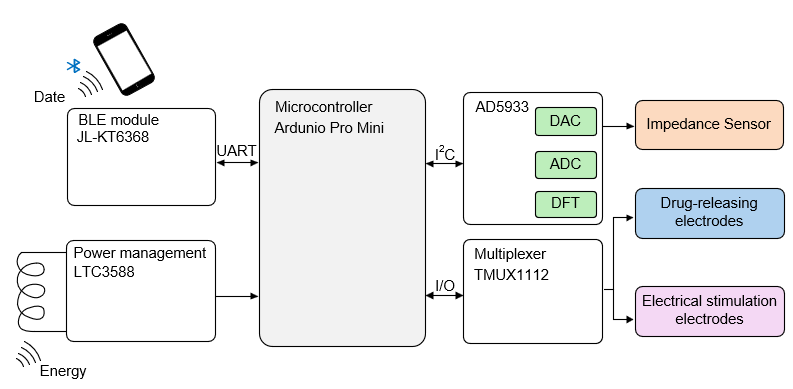 Date
BLE module
JL-KT6368
UART
Microcontroller
Ardunio Pro Mini
I²C
AD5933
DAC
ADC
DFT
Impedance Sensor
Drug-releasing
electrodes
Power management
LTC3588
I/O
Multiplexer
TMUX1112
Electrical stimulation
electrodes
Energy